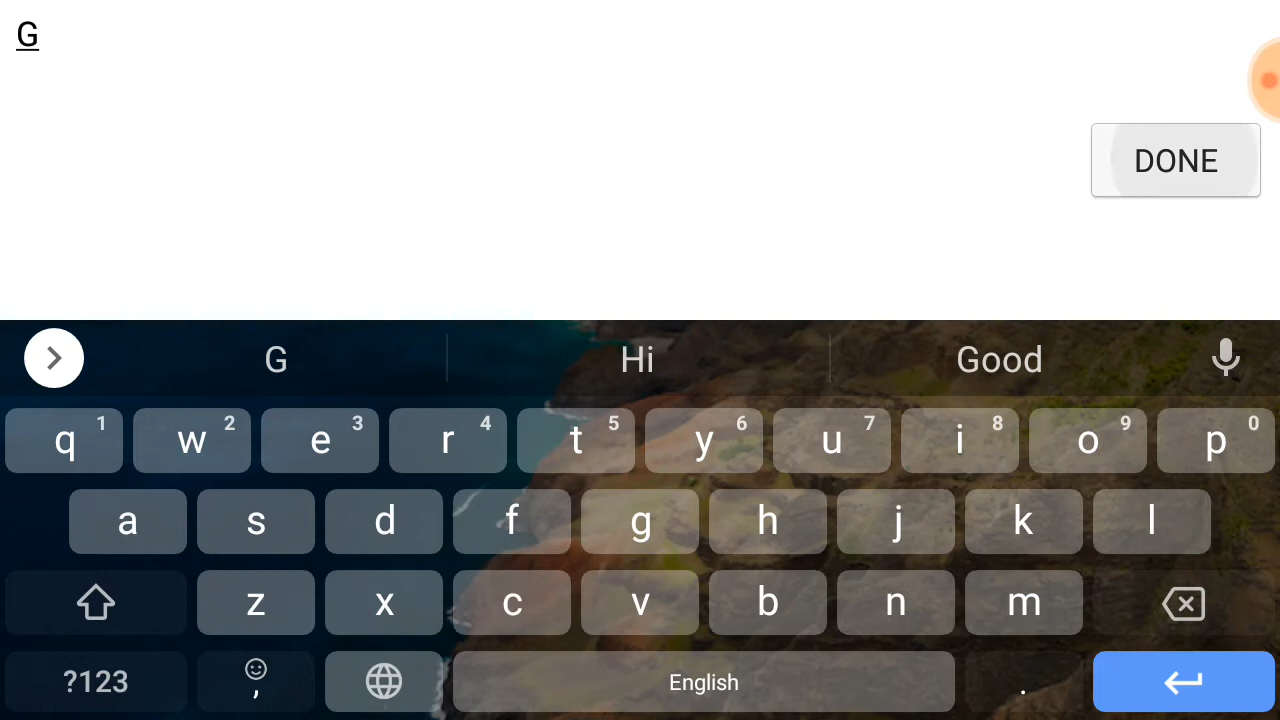 G
DONE
G Hi Good
q 1 w 2 e 3 r 4 t 5 y 6 u 7 i 8 o 9 p 0
a s d f g h j k l
z x c v b n m
?123 , English .